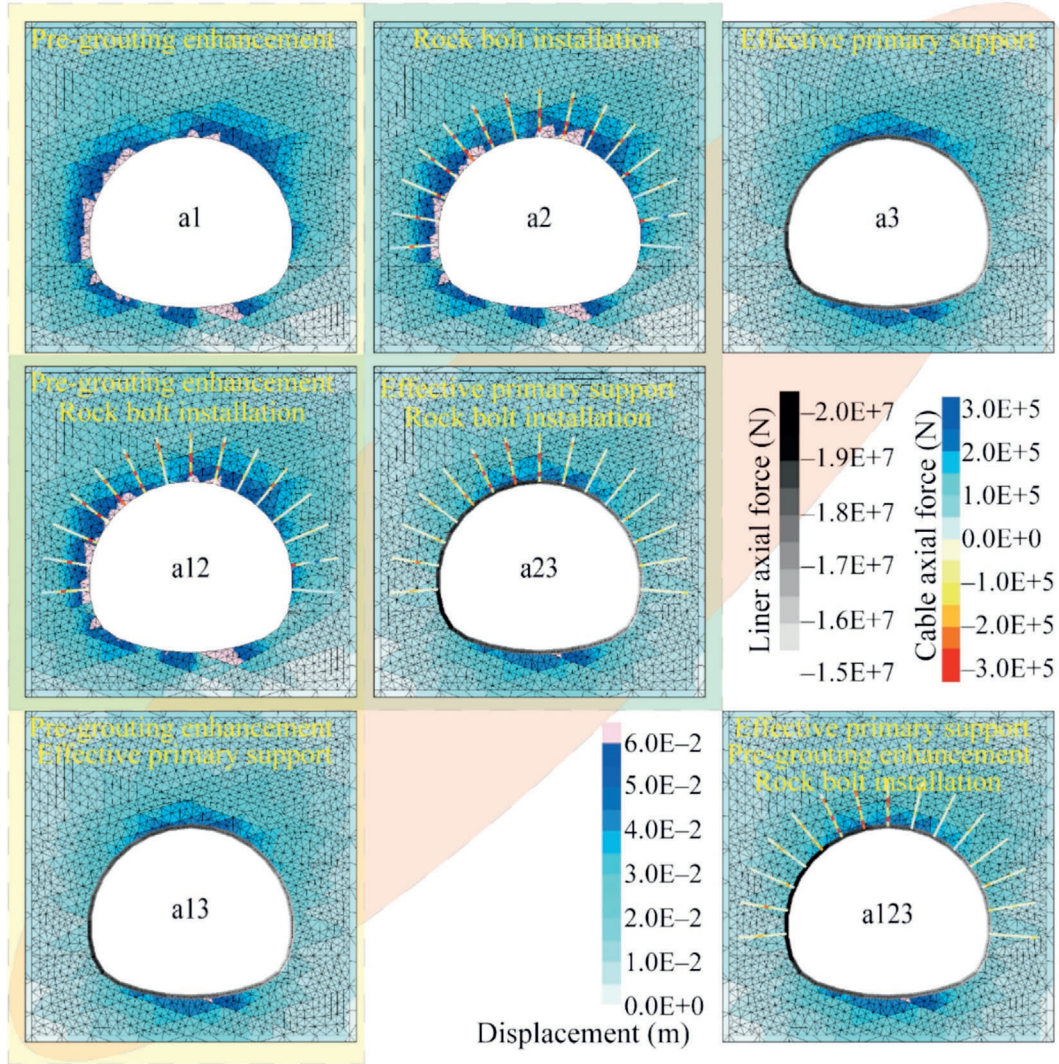 Pre-grouting enhancement
a1
Rock bolt installation
a2
Effective primary support
a3
Pre-grouting enhancement
Rock bolt installation
a12
Effective primary support
Rock bolt installation
a23
Liner axial force (N)
–2.0E+7
–1.9E+7
–1.8E+7
–1.7E+7
–1.6E+7
–1.5E+7
Cable axial force (N)
3.0E+5
2.0E+5
1.0E+5
0.0E+0
–1.0E+5
–2.0E+5
–3.0E+5
Pre-grouting enhancement
Effective primary support
a13
6.0E–2
5.0E–2
4.0E–2
3.0E–2
2.0E–2
1.0E–2
0.0E+0
Displacement (m)
Effective primary support
Pre-grouting enhancement
Rock bolt installation
a123